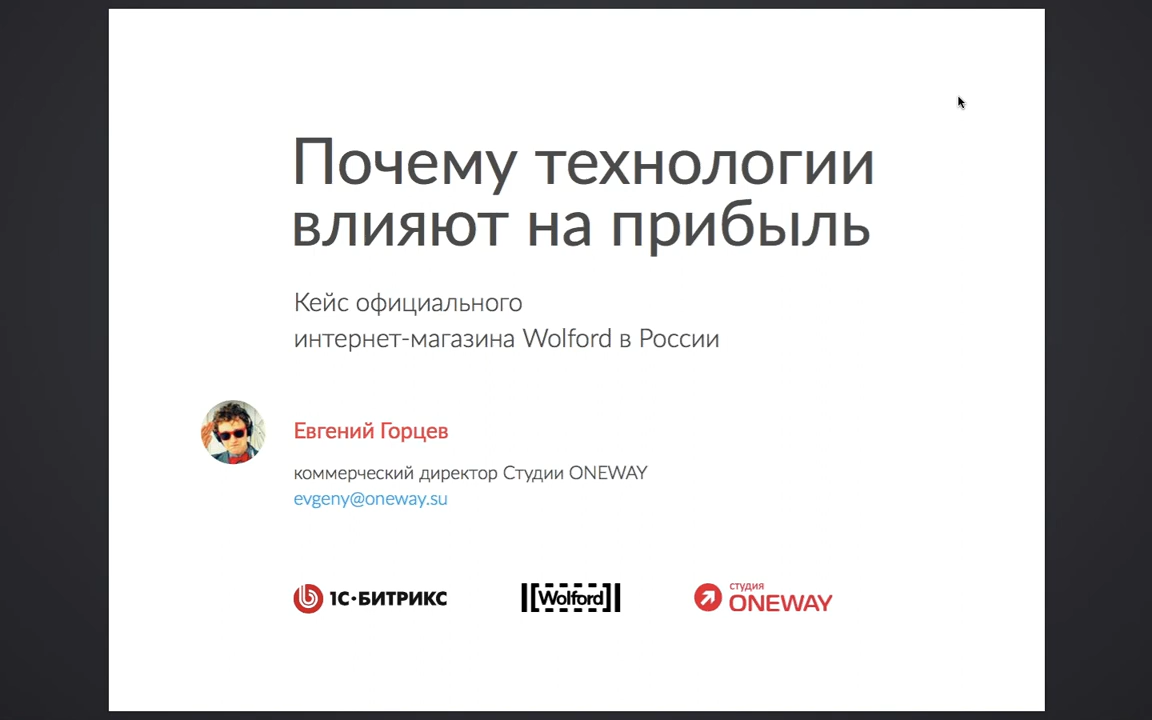 Почему технологии
влияют на прибыль
Кейс официального
интернет-магазина Wolford в России
Евгений Горцев
коммерческий директор Студии ONEWAY
evgeny@oneway.su
1С·БИТРИКС
Wolford
студия
ONEWAY